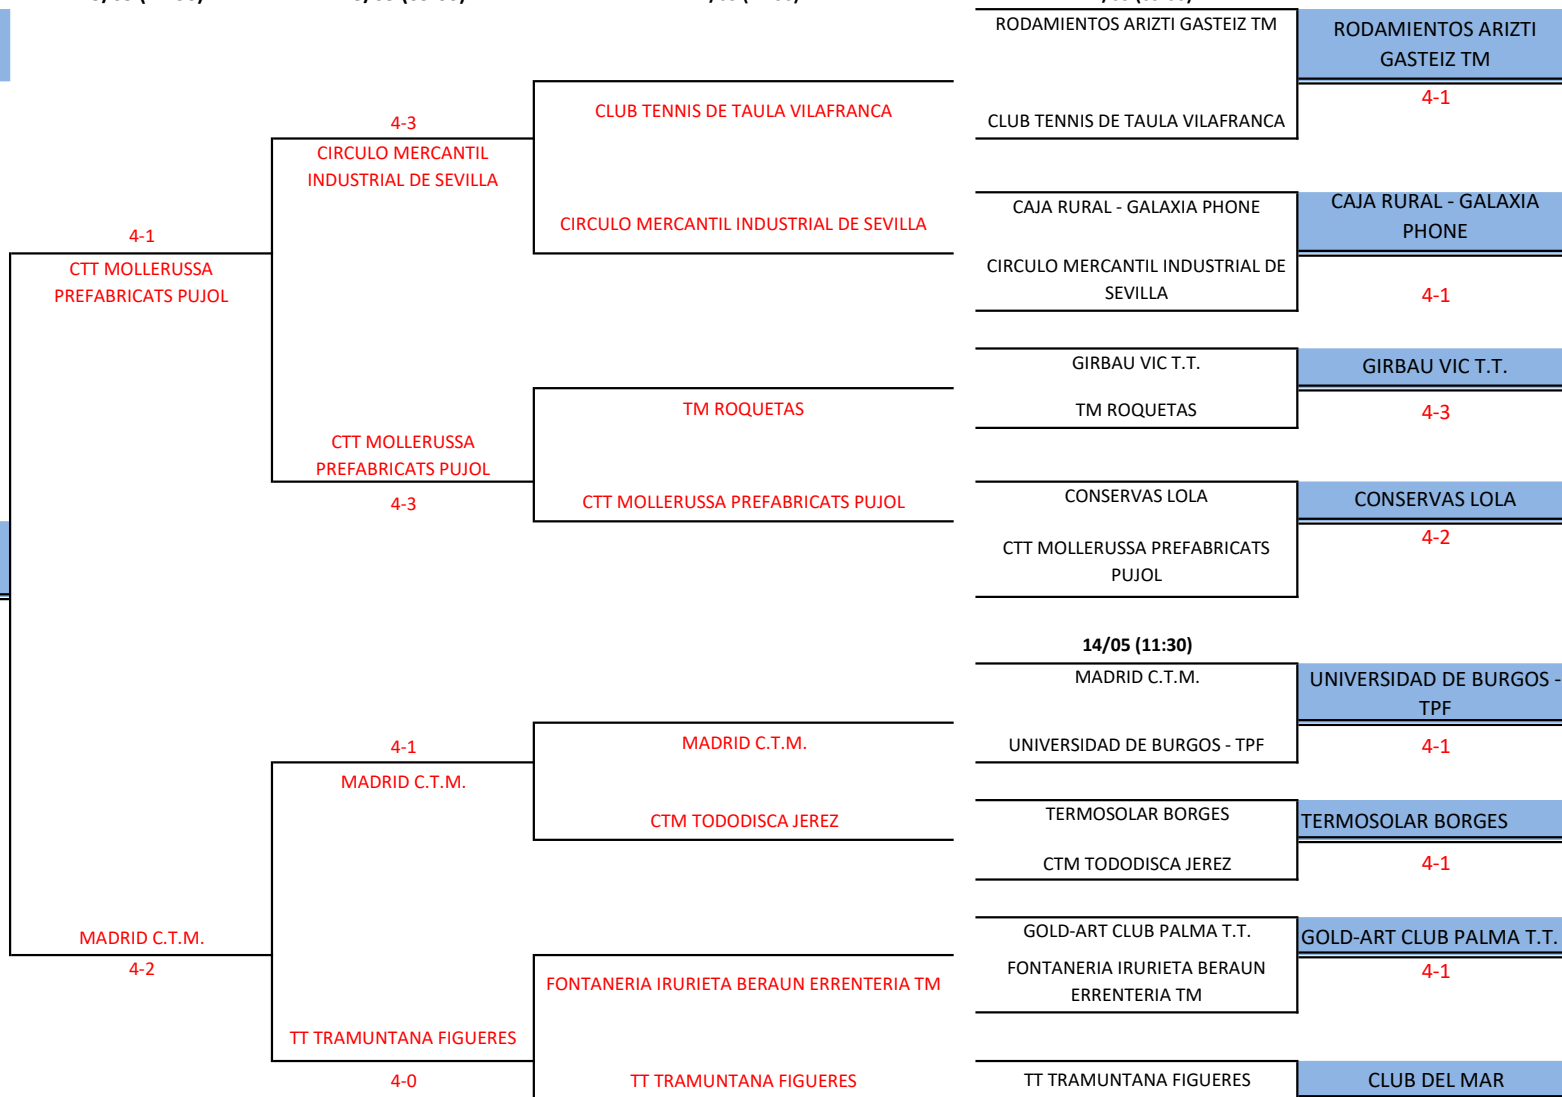 RODAMIENTOS ARIZTI GASTEIZ TM
RODAMIENTOS ARIZTI
GASTEIZ TM
4-1
CLUB TENNIS DE TAULA VILAFRANCA
CLUB TENNIS DE TAULA VILAFRANCA
4-3
CIRCULO MERCANTIL
INDUSTRIAL DE SEVILLA
CAJA RURAL - GALAXIA PHONE
CAJA RURAL - GALAXIA
PHONE
CIRCULO MERCANTIL INDUSTRIAL DE SEVILLA
4-1
CTT MOLLERUSSA
PREFABRICATS PUJOL
CIRCULO MERCANTIL INDUSTRIAL DE
SEVILLA
4-1
GIRBAU VIC T.T.
GIRBAU VIC T.T.
TM ROQUETAS
TM ROQUETAS
4-3
CTT MOLLERUSSA
PREFABRICATS PUJOL
4-3
CTT MOLLERUSSA PREFABRICATS PUJOL
CONSERVAS LOLA
CONSERVAS LOLA
4-2
CTT MOLLERUSSA PREFABRICATS
PUJOL
14/05 (11:30)
MADRID C.T.M.
UNIVERSIDAD DE BURGOS -
TPF
4-1
MADRID C.T.M.
MADRID C.T.M.
UNIVERSIDAD DE BURGOS - TPF
4-1
CTM TODODISCA JEREZ
TERMOSOLAR BORGES
TERMOSOLAR BORGES
CTM TODODISCA JEREZ
4-1
MADRID C.T.M.
4-2
GOLD-ART CLUB PALMA T.T.
GOLD-ART CLUB PALMA T.T.
FONTANERIA IRURIETA BERAUN ERRENTERIA TM
FONTANERIA IRURIETA BERAUN
ERRENTERIA TM
4-1
TT TRAMUNTANA FIGUERES
4-0
TT TRAMUNTANA FIGUERES
TT TRAMUNTANA FIGUERES
CLUB DEL MAR